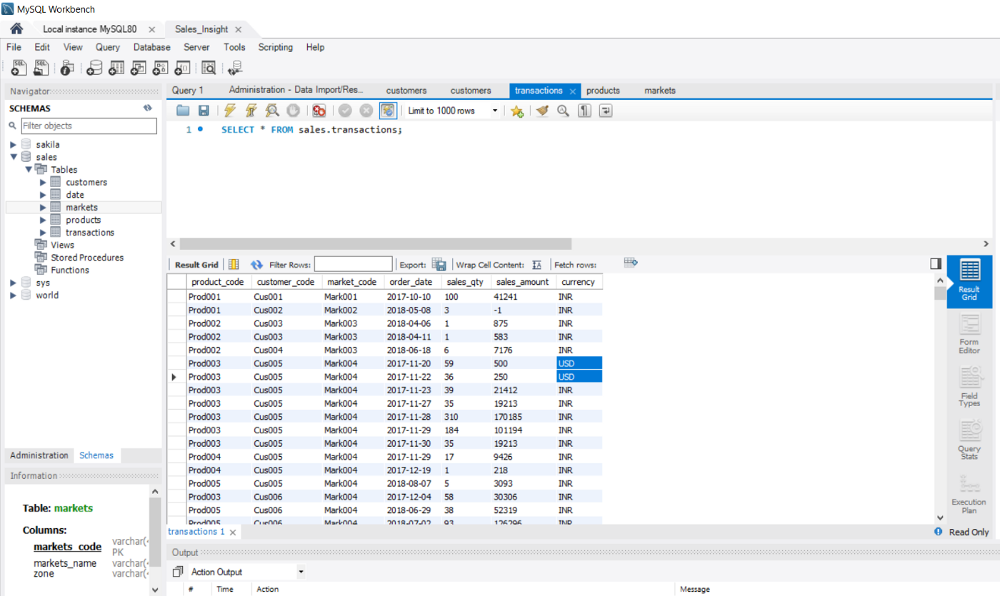 MySQL Workbench
Local instance MySQL80
Sales_Insight
File Edit View Query Database Server Tools Scripting Help
Navigator
SCHEMAS
Filter objects
sakila
sales
Tables
customers
date
markets
products
transactions
Views
Stored Procedures
Functions
sys
world
Administration Schemas
Information
Table: markets
Columns:
markets_code varchar(
PK
markets_name varchar(
zone varchar(
Query 1 Administration - Data Import/Res... customers customers transactions products markets
Limit to 1000 rows
1 SELECT * FROM sales.transactions;
Result Grid Filter Rows: Export: Wrap Cell Content: Fetch rows:
product_code customer_code market_code order_date sales_qty sales_amount currency
Prod001 Cus001 Mark001 2017-10-10 100 41241 INR
Prod001 Cus002 Mark002 2018-05-08 3 -1 INR
Prod002 Cus003 Mark003 2018-04-06 1 875 INR
Prod002 Cus003 Mark003 2018-04-11 1 583 INR
Prod002 Cus004 Mark003 2018-06-18 6 7176 INR
Prod003 Cus005 Mark004 2017-11-20 59 500 USD
Prod003 Cus005 Mark004 2017-11-22 36 250 USD
Prod003 Cus005 Mark004 2017-11-23 39 21412 INR
Prod003 Cus005 Mark004 2017-11-27 35 19213 INR
Prod003 Cus005 Mark004 2017-11-28 310 170185 INR
Prod003 Cus005 Mark004 2017-11-29 184 101194 INR
Prod003 Cus005 Mark004 2017-11-30 35 19213 INR
Prod004 Cus005 Mark004 2017-11-29 17 9426 INR
Prod004 Cus005 Mark004 2017-12-19 1 218 INR
Prod005 Cus005 Mark004 2018-08-07 5 3093 INR
Prod003 Cus006 Mark004 2017-12-04 58 30306 INR
Prod005 Cus006 Mark004 2018-06-29 38 52319 INR
Prod005 Cus006 Mark004 2018-07-02 93 126296 INR
Result
Grid
Form
Editor
Field
Types
Query
Stats
Execution
Plan
transactions 1
Read Only
Output
Action Output
# Time Action Message